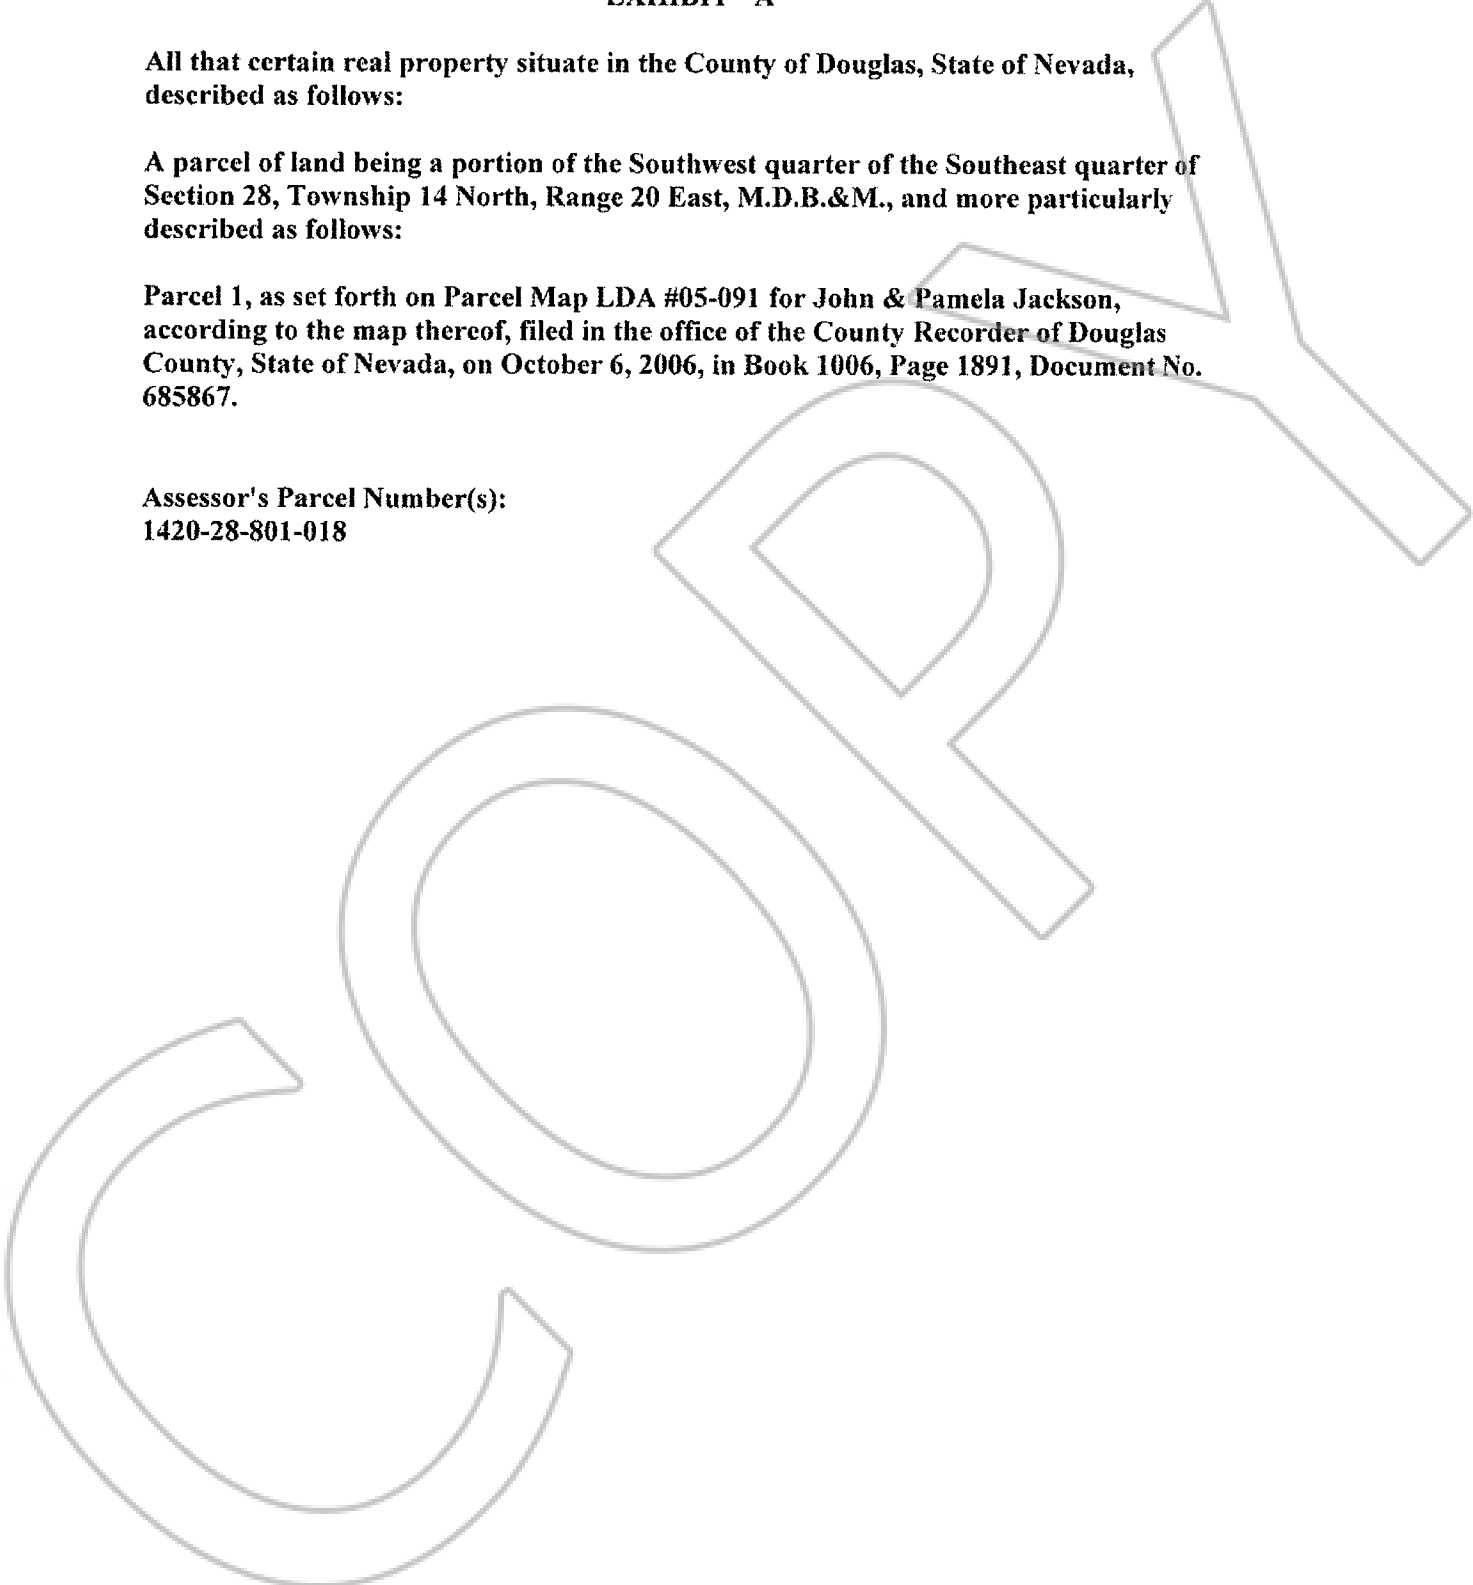 EXHIBIT "A"
All that certain real property situate in the County of Douglas, State of Nevada,
described as follows:
A parcel of land being a portion of the Southwest quarter of the Southeast quarter of
Section 28, Township 14 North, Range 20 East, M.D.B.&M., and more particularly
described as follows:
Parcel 1, as set forth on Parcel Map LDA #05-091 for John & Pamela Jackson,
according to the map thereof, filed in the office of the County Recorder of Douglas
County, State of Nevada, on October 6, 2006, in Book 1006, Page 1891, Document No.
685867.
Assessor's Parcel Number(s):
1420-28-801-018
COPY